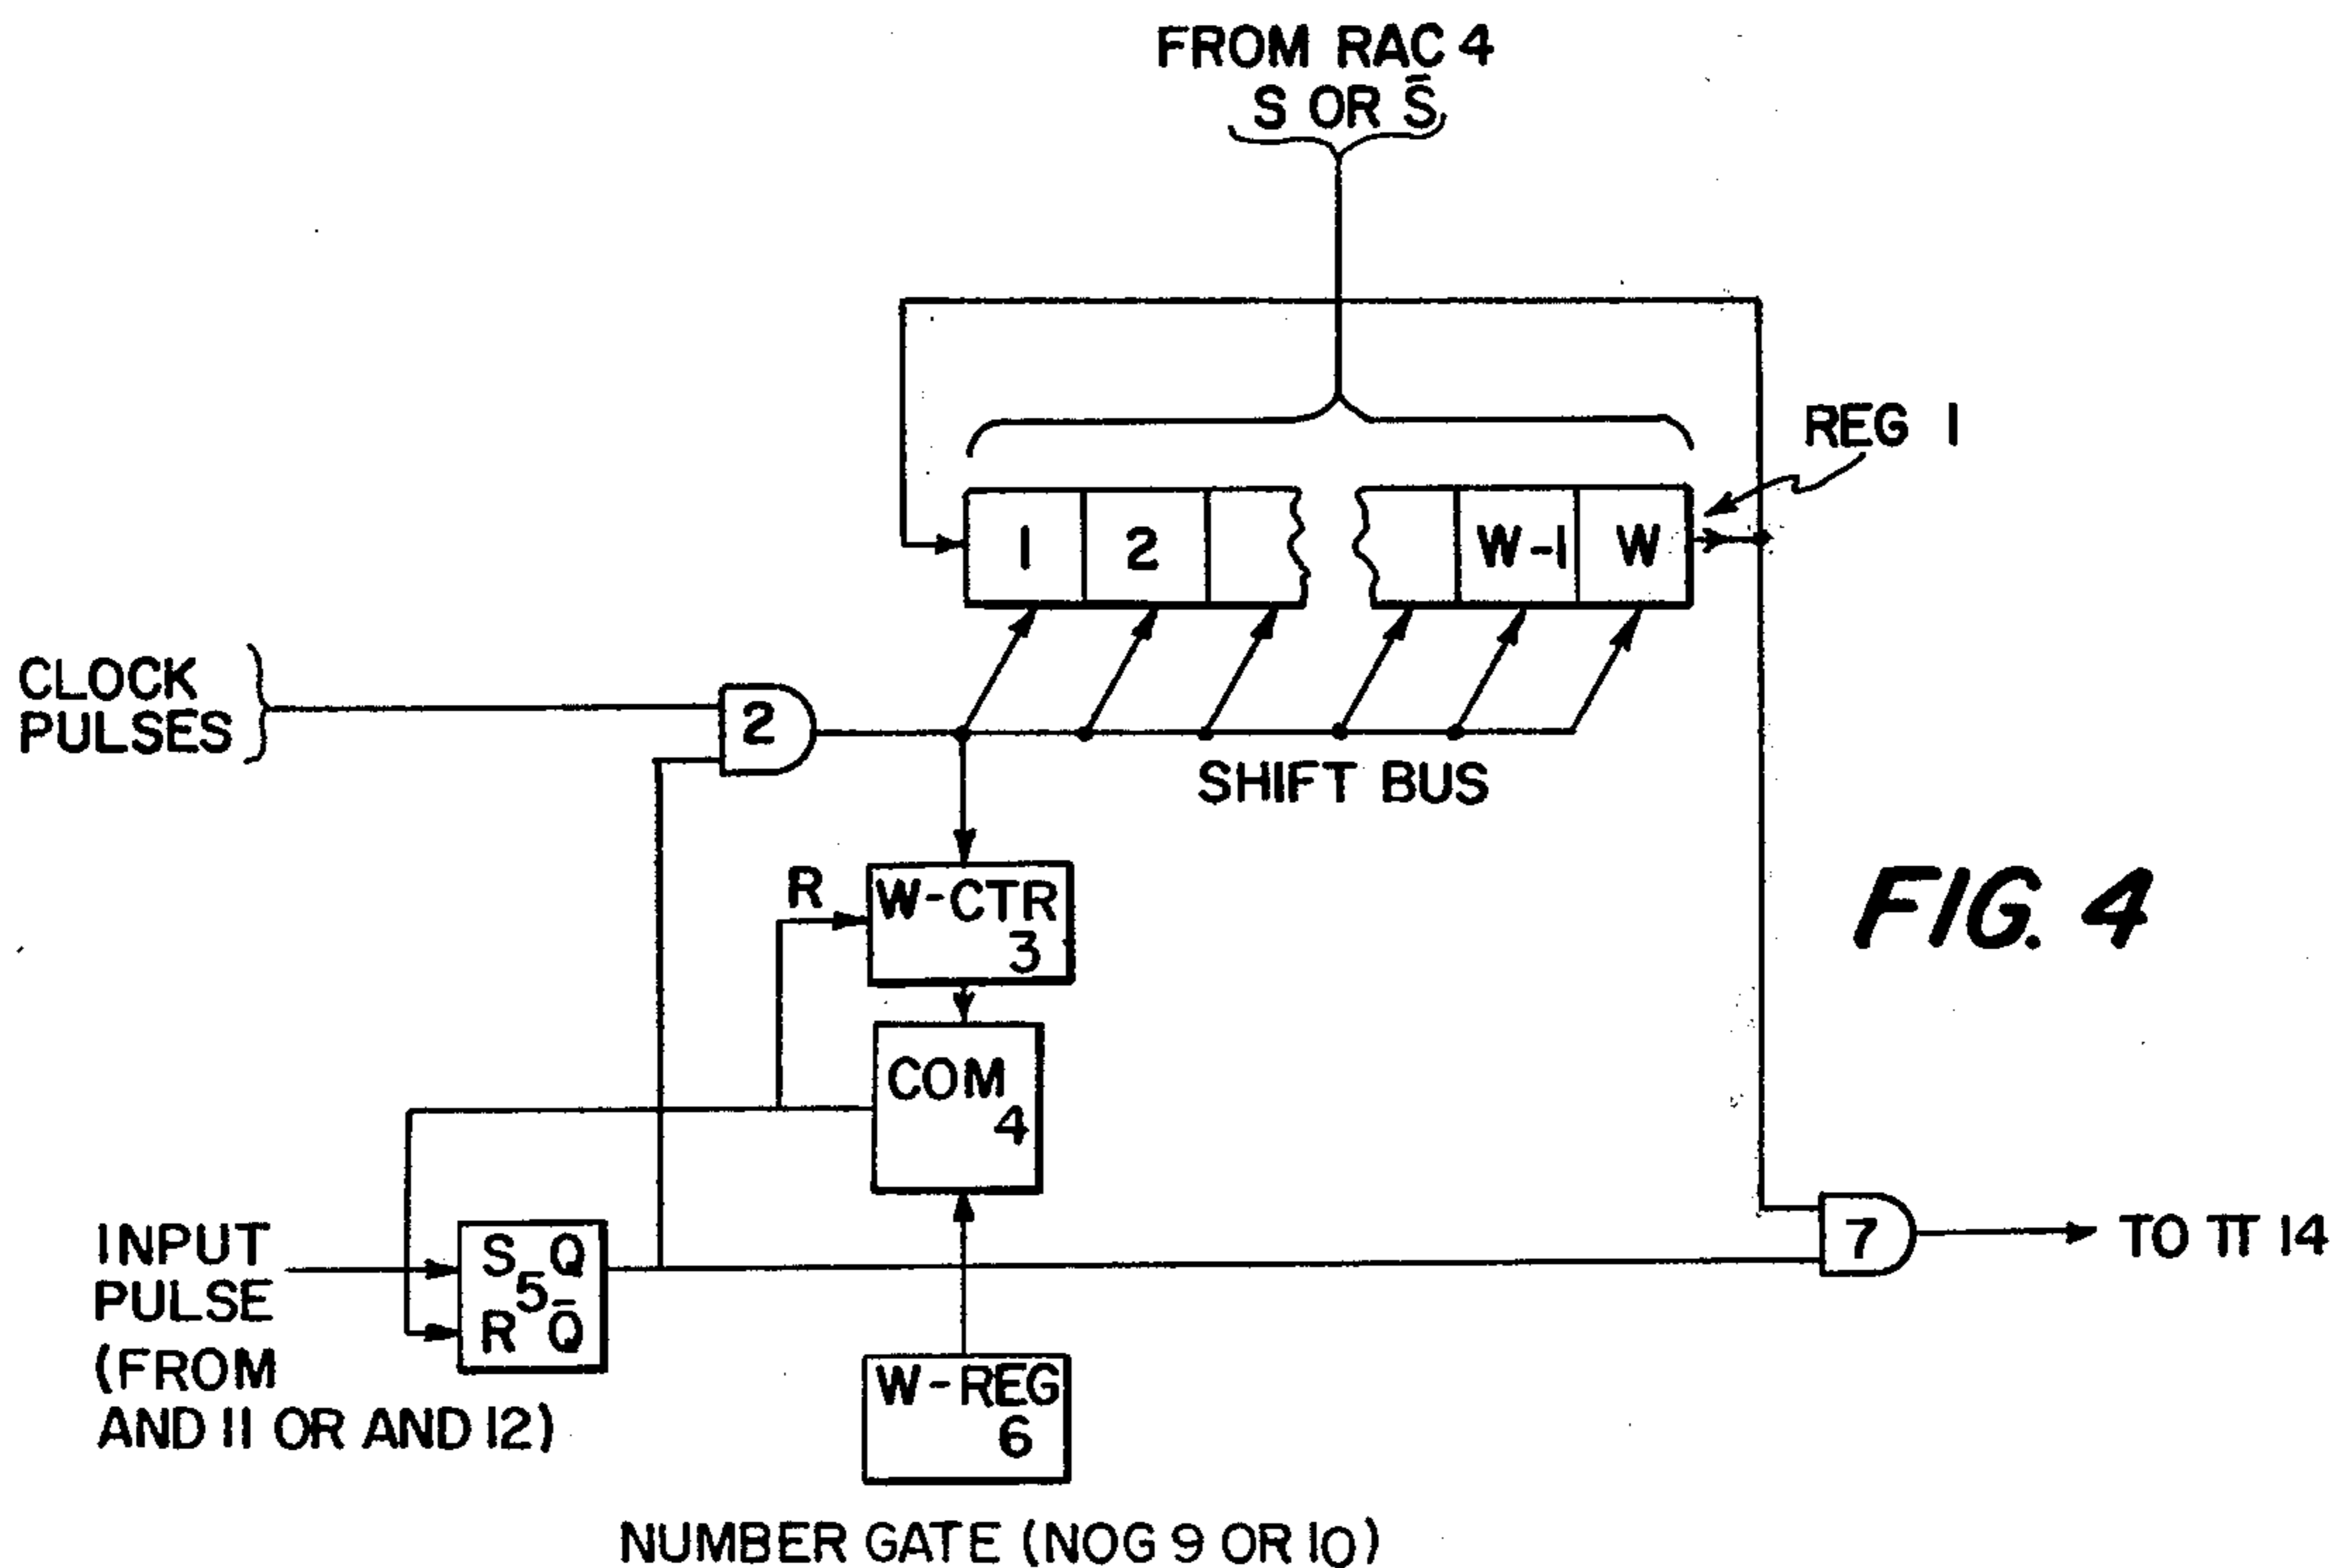 FROM RAC 4
S OR S̄
REG 1
1 2 W-1 W
CLOCK
PULSES
2
SHIFT BUS
R
W-CTR
3
FIG. 4
COM
4
INPUT
PULSE
(FROM
AND 11 OR AND 12)
S Q
5
R Q̄
7
TO π 14
W-REG
6
NUMBER GATE (NOG 9 OR 10)